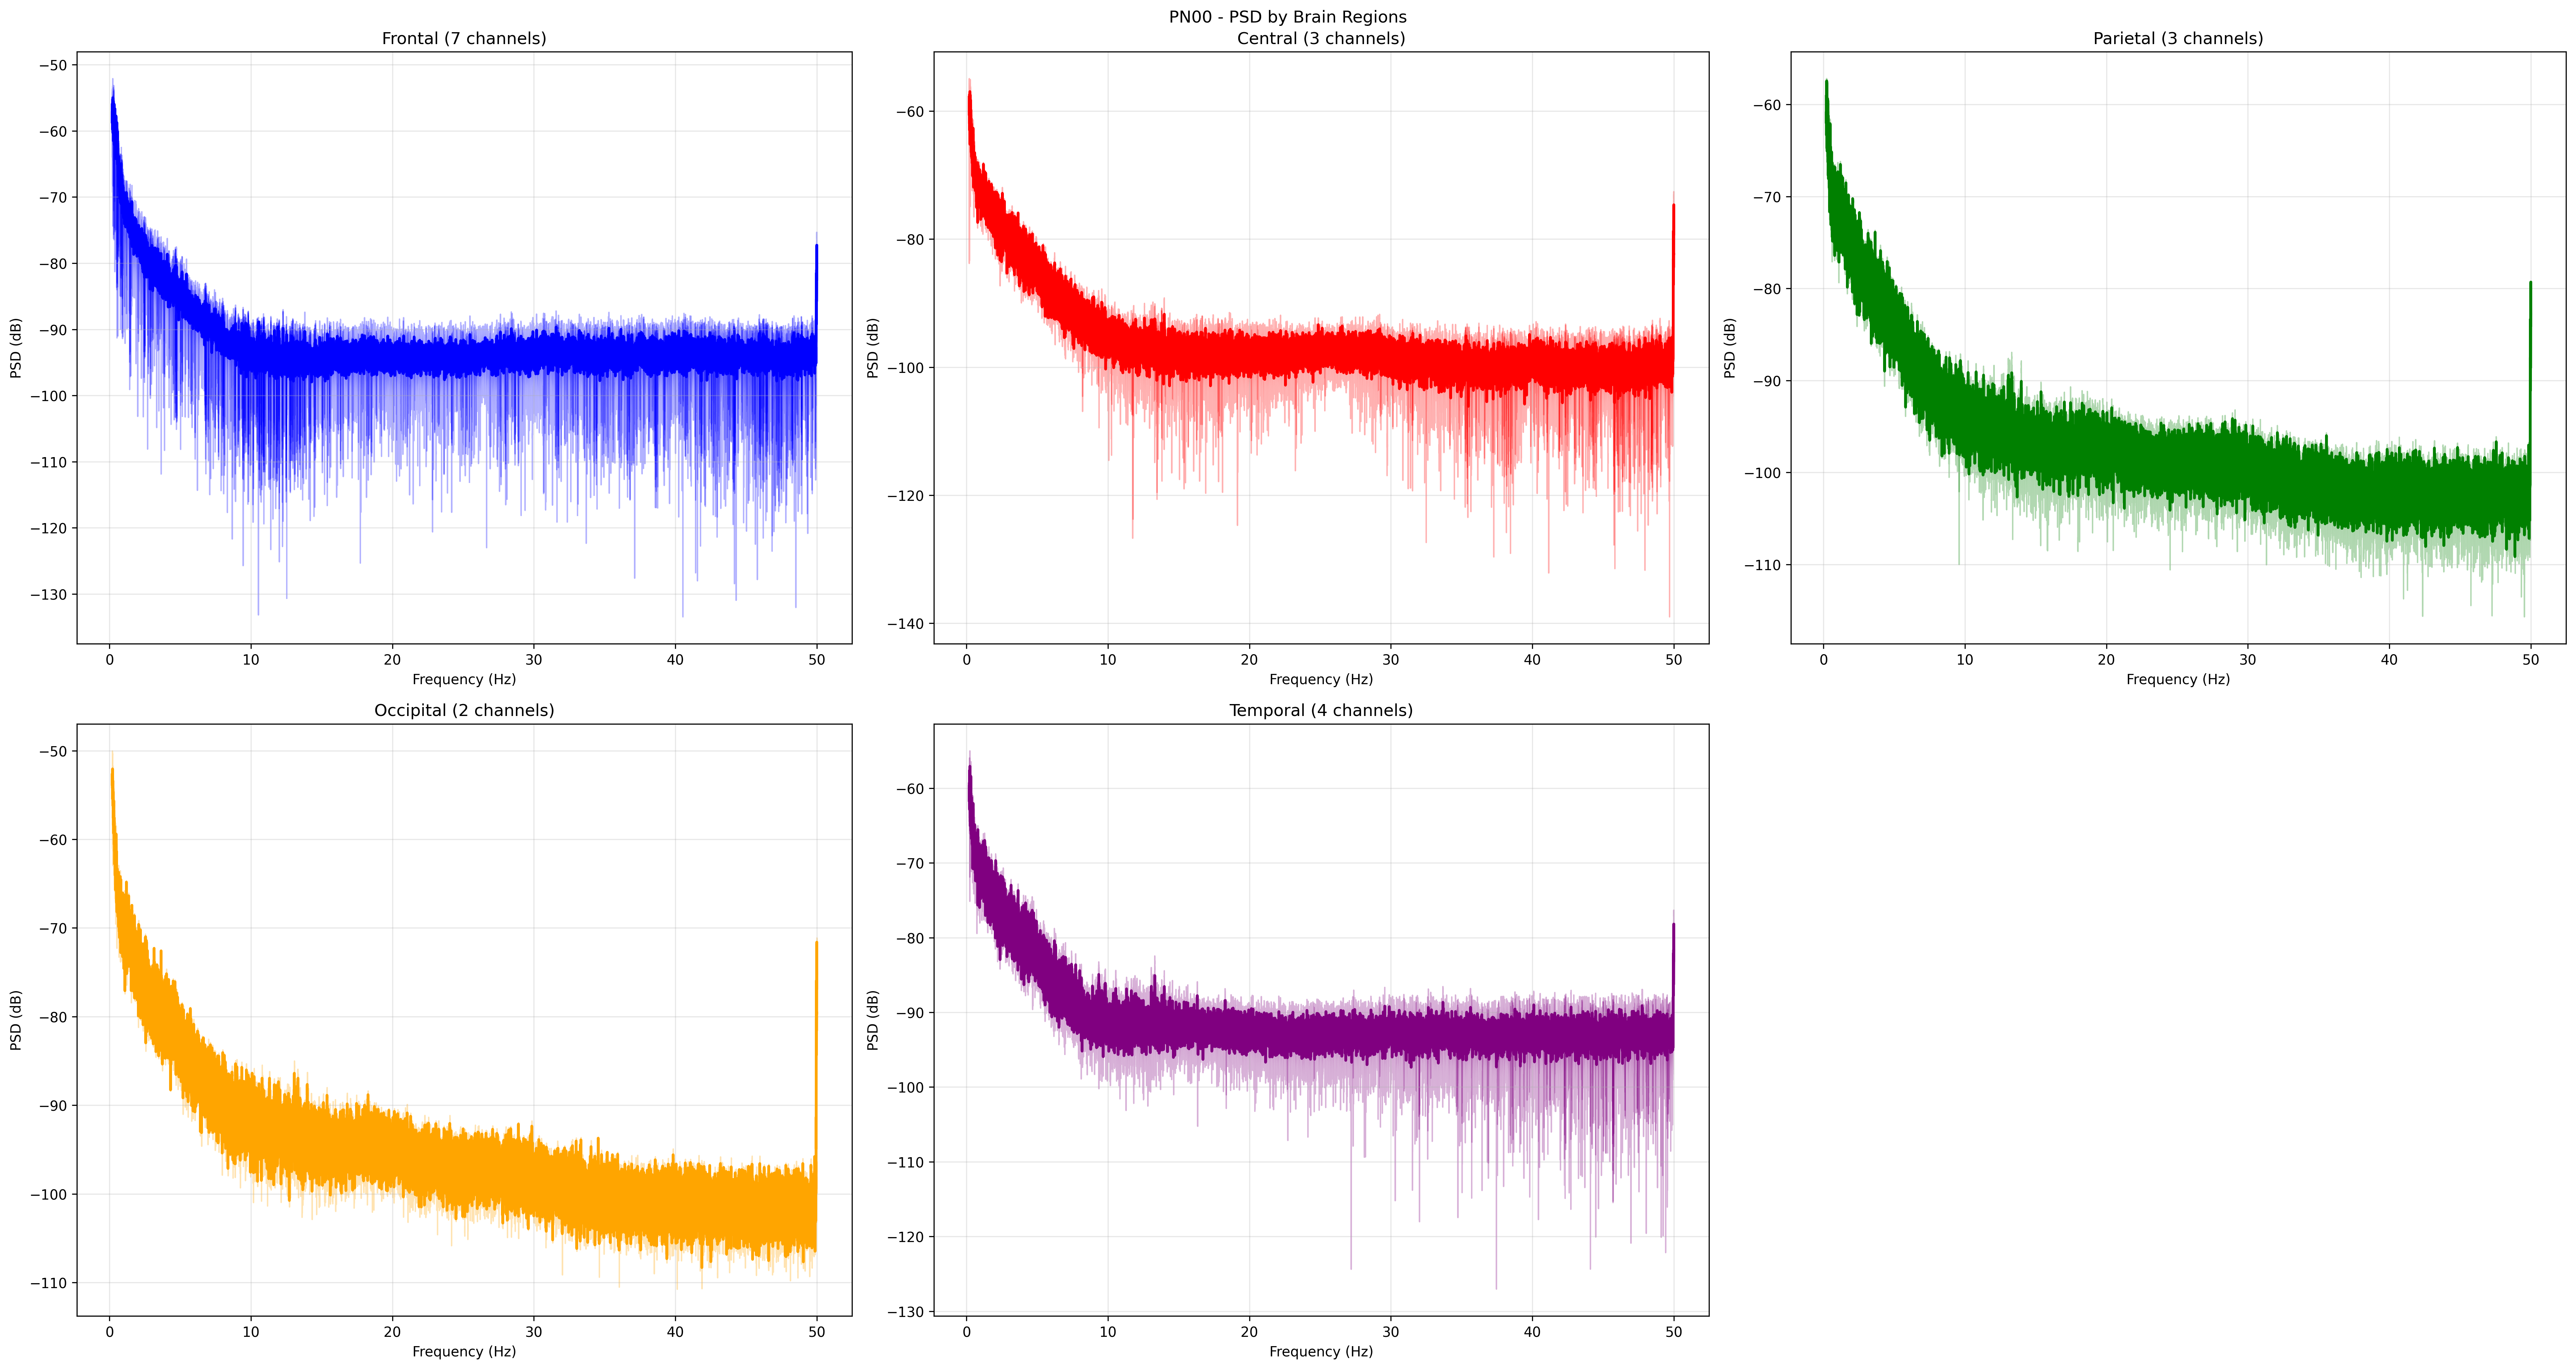 PN00 - PSD by Brain Regions
Frontal (7 channels)
−50
−60
−70
−80
−90
−100
−110
−120
−130
PSD (dB)
0 10 20 30 40 50
Frequency (Hz)
Central (3 channels)
−60
−80
−100
−120
−140
PSD (dB)
0 10 20 30 40 50
Frequency (Hz)
Parietal (3 channels)
−60
−70
−80
−90
−100
−110
PSD (dB)
0 10 20 30 40 50
Frequency (Hz)
Occipital (2 channels)
−50
−60
−70
−80
−90
−100
−110
PSD (dB)
0 10 20 30 40 50
Frequency (Hz)
Temporal (4 channels)
−60
−70
−80
−90
−100
−110
−120
−130
PSD (dB)
0 10 20 30 40 50
Frequency (Hz)